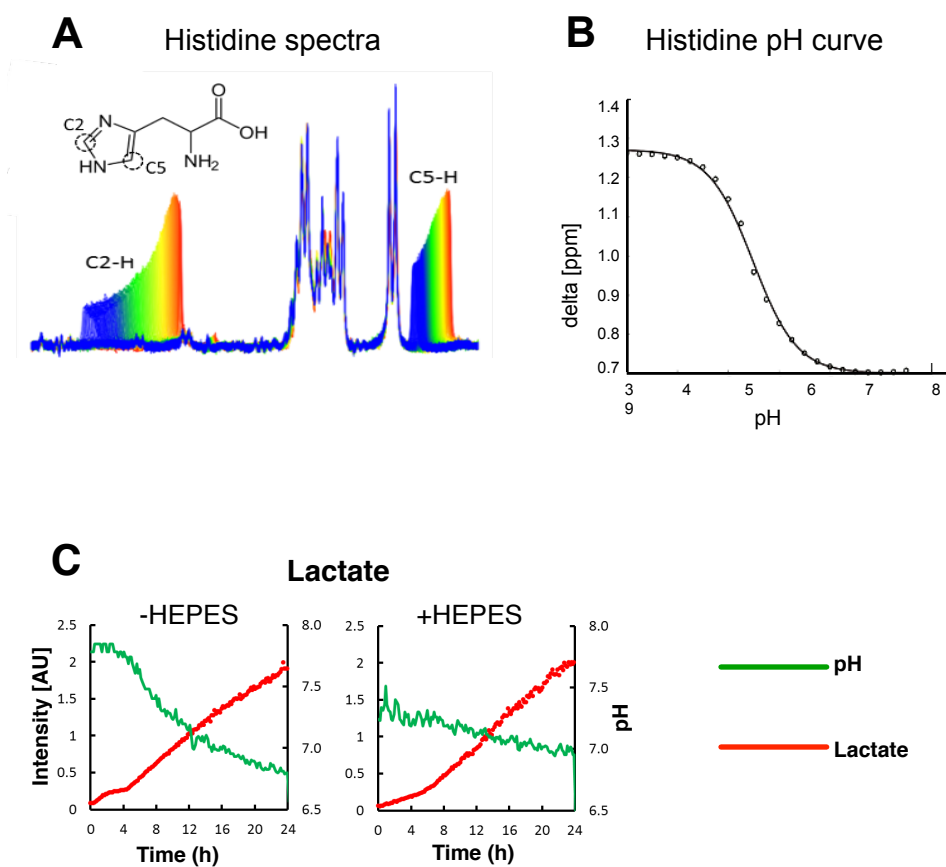 A Histidine spectra
O
C2
N
OH
HN
C5
NH2
C5-H
C2-H
B Histidine pH curve
delta [ppm]
1.4
1.3
1.2
1.1
1.0
0.9
0.8
0.7
3 4 5 6 7 8
9
pH
C
Lactate
-HEPES
Intensity [AU]
2.5
2
1.5
1
0.5
0
8.0
7.5
7.0
6.5
0 4 8 12 16 20 24
Time (h)
+HEPES
2.5
2
1.5
1
0.5
0
8.0
7.5
7.0
6.5
pH
0 4 8 12 16 20 24
Time (h)
pH
Lactate